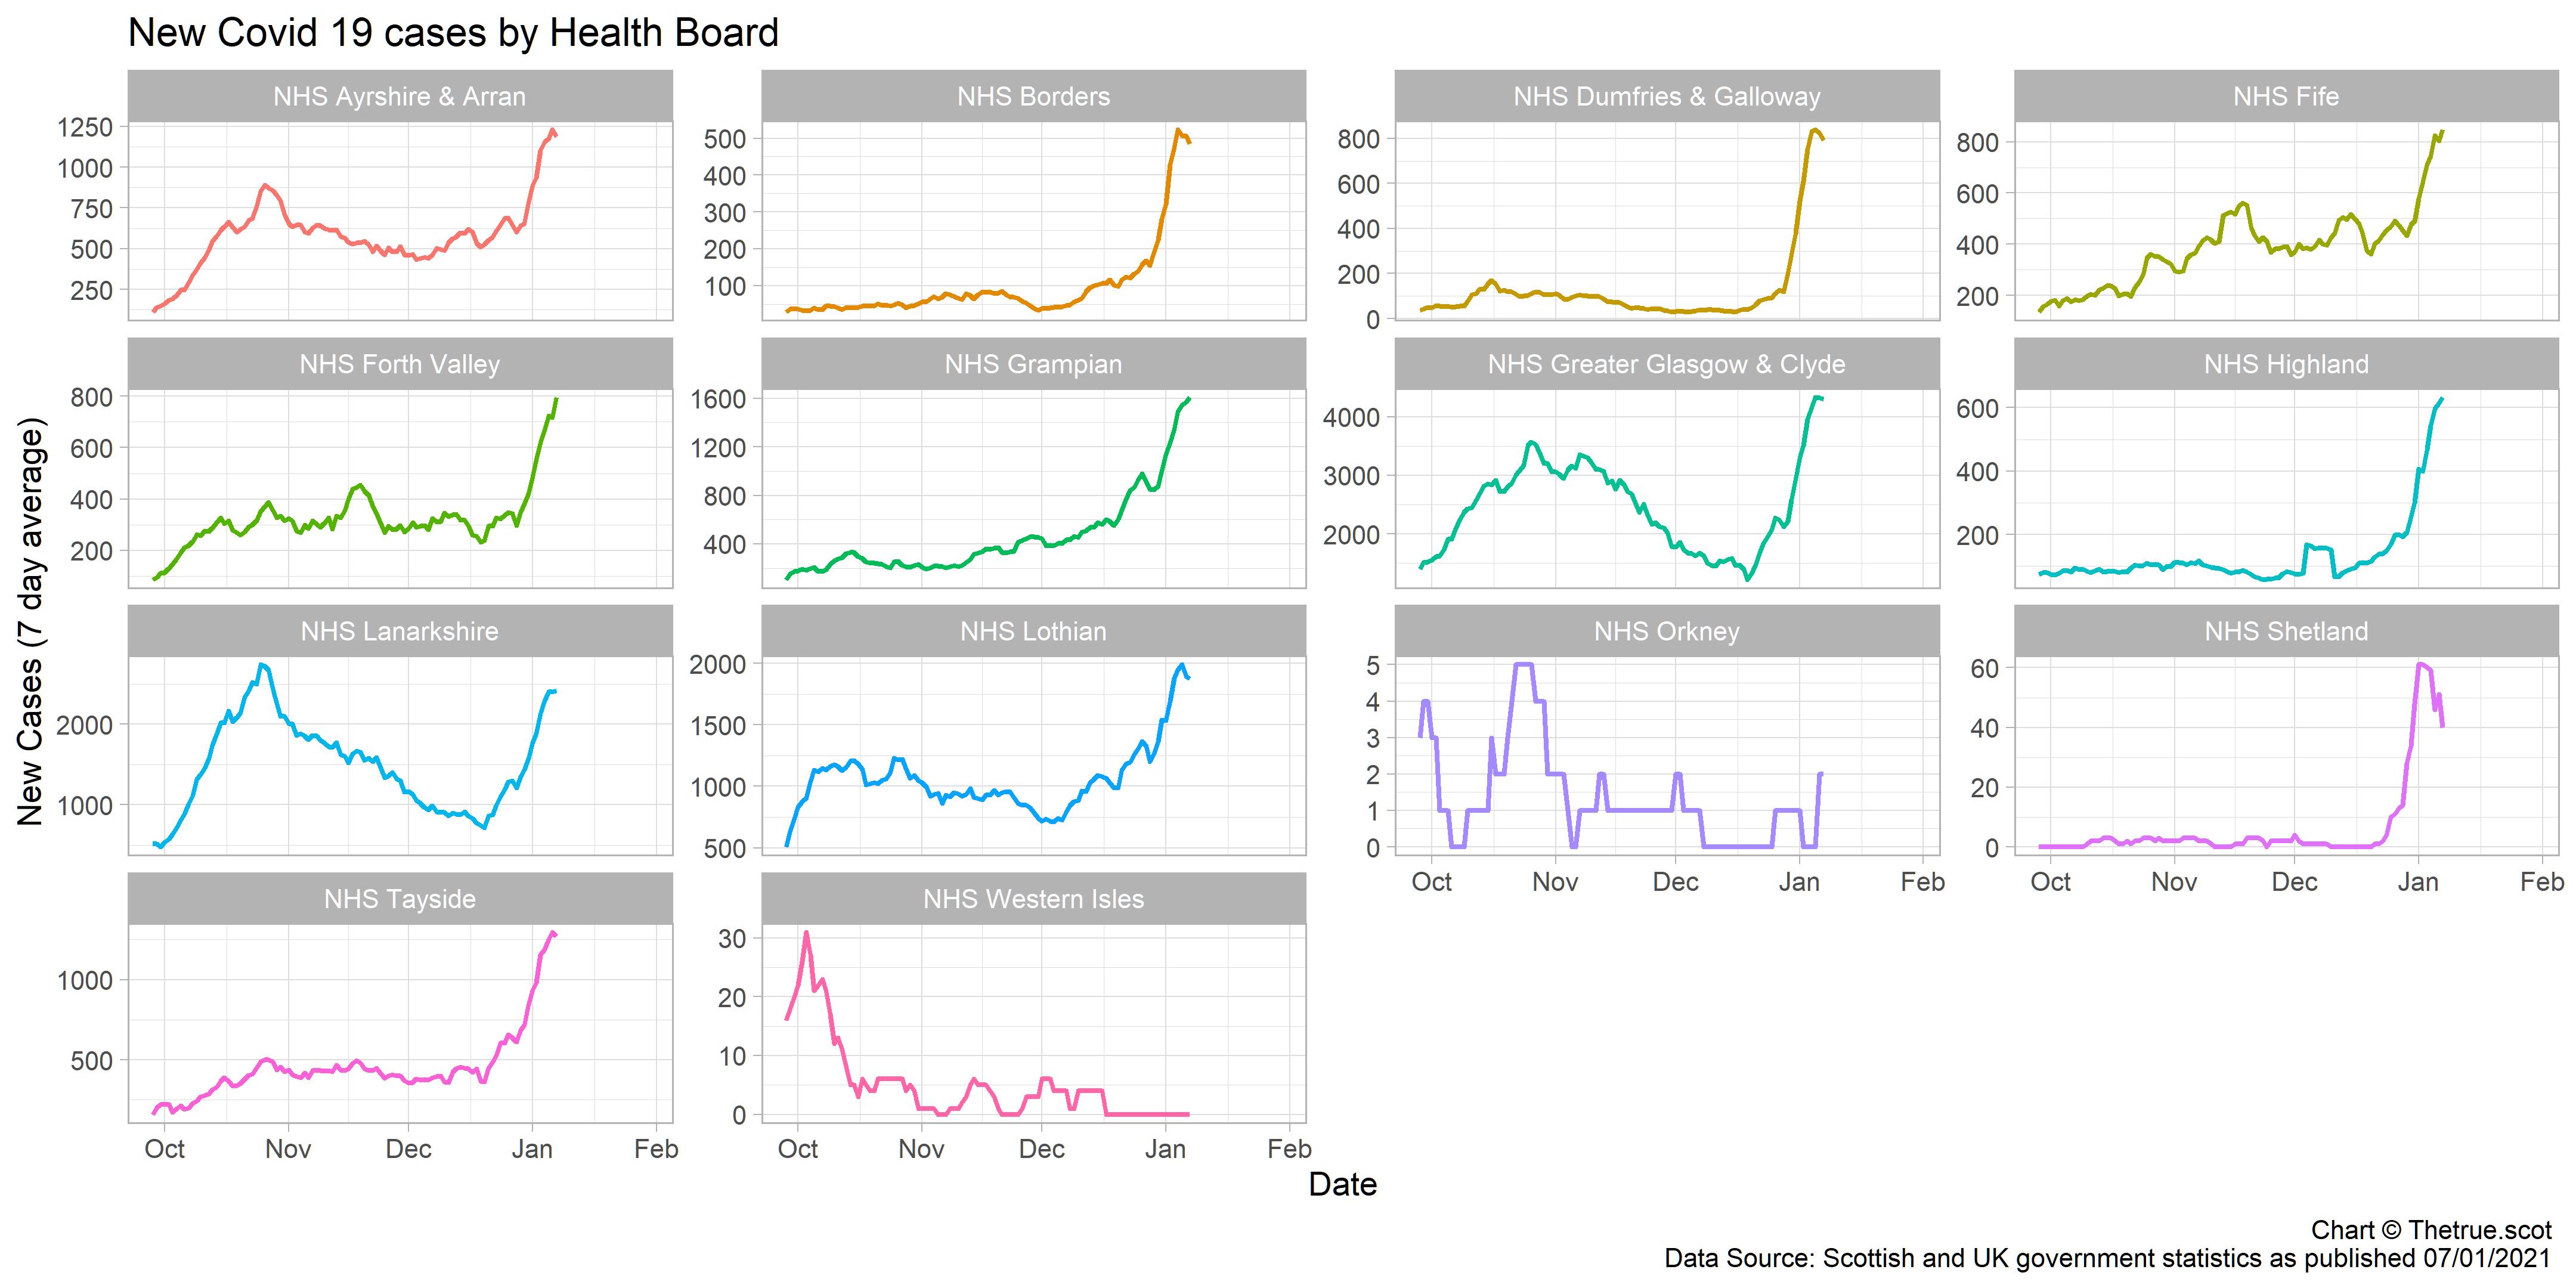 New Covid 19 cases by Health Board
NHS Ayrshire & Arran
NHS Borders
NHS Dumfries & Galloway
NHS Fife
1250
1000
750
500
250
500
400
300
200
100
800
600
400
200
0
800
600
400
200
NHS Forth Valley
NHS Grampian
NHS Greater Glasgow & Clyde
NHS Highland
800
600
400
200
1600
1200
800
400
4000
3000
2000
600
400
200
New Cases (7 day average)
NHS Lanarkshire
NHS Lothian
NHS Orkney
NHS Shetland
2000
1000
2000
1500
1000
500
5
4
3
2
1
0
60
40
20
0
Oct Nov Dec Jan Feb
Oct Nov Dec Jan Feb
NHS Tayside
NHS Western Isles
1000
500
30
20
10
0
Oct Nov Dec Jan Feb
Oct Nov Dec Jan Feb
Date
Chart © Thetrue.scot
Data Source: Scottish and UK government statistics as published 07/01/2021